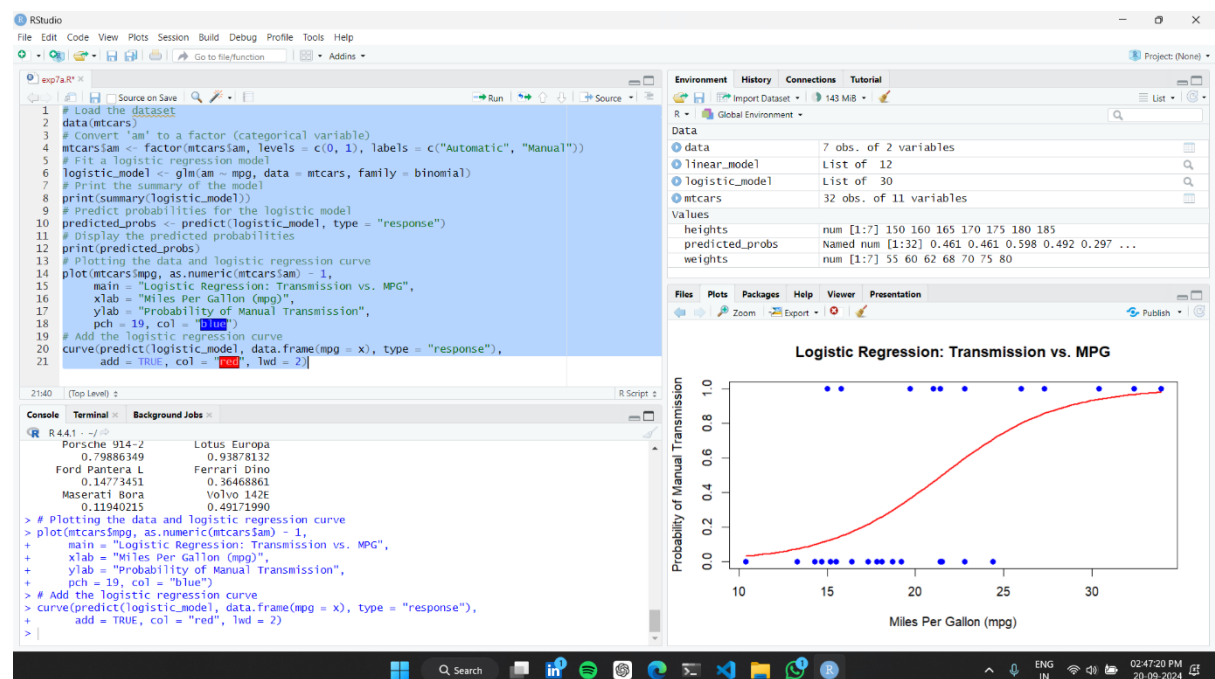 RStudio
File Edit Code View Plots Session Build Debug Profile Tools Help
Go to file/function Addins Project: (None)
exp7a.R*
Source on Save Run Source
1 # Load the dataset
2 data(mtcars)
3 # Convert 'am' to a factor (categorical variable)
4 mtcars$am <- factor(mtcars$am, levels = c(0, 1), labels = c("Automatic", "Manual"))
5 # Fit a logistic regression model
6 logistic_model <- glm(am ~ mpg, data = mtcars, family = binomial)
7 # Print the summary of the model
8 print(summary(logistic_model))
9 # Predict probabilities for the logistic model
10 predicted_probs <- predict(logistic_model, type = "response")
11 # Display the predicted probabilities
12 print(predicted_probs)
13 # Plotting the data and logistic regression curve
14 plot(mtcars$mpg, as.numeric(mtcars$am) - 1,
15 main = "Logistic Regression: Transmission vs. MPG",
16 xlab = "Miles Per Gallon (mpg)",
17 ylab = "Probability of Manual Transmission",
18 pch = 19, col = "blue")
19 # Add the logistic regression curve
20 curve(predict(logistic_model, data.frame(mpg = x), type = "response"),
21 add = TRUE, col = "red", lwd = 2)
21:40 (Top Level) R Script
Console Terminal Background Jobs
R 4.4.1 · ~/
Porsche 914-2 Lotus Europa
0.79886349 0.93878132
Ford Pantera L Ferrari Dino
0.14773451 0.36468861
Maserati Bora Volvo 142E
0.11940215 0.49171990
> # Plotting the data and logistic regression curve
> plot(mtcars$mpg, as.numeric(mtcars$am) - 1,
+ main = "Logistic Regression: Transmission vs. MPG",
+ xlab = "Miles Per Gallon (mpg)",
+ ylab = "Probability of Manual Transmission",
+ pch = 19, col = "blue")
> # Add the logistic regression curve
> curve(predict(logistic_model, data.frame(mpg = x), type = "response"),
+ add = TRUE, col = "red", lwd = 2)
>
Environment History Connections Tutorial
Import Dataset 143 MiB List
R Global Environment
Data
data 7 obs. of 2 variables
linear_model List of 12
logistic_model List of 30
mtcars 32 obs. of 11 variables
Values
heights num [1:7] 150 160 165 170 175 180 185
predicted_probs Named num [1:32] 0.461 0.461 0.598 0.492 0.297 ...
weights num [1:7] 55 60 62 68 70 75 80
Files Plots Packages Help Viewer Presentation
Zoom Export Publish
Logistic Regression: Transmission vs. MPG
Probability of Manual Transmission
1.0
0.8
0.6
0.4
0.2
0.0
10 15 20 25 30
Miles Per Gallon (mpg)
Search
ENG
IN
02:47:20 PM
20-09-2024